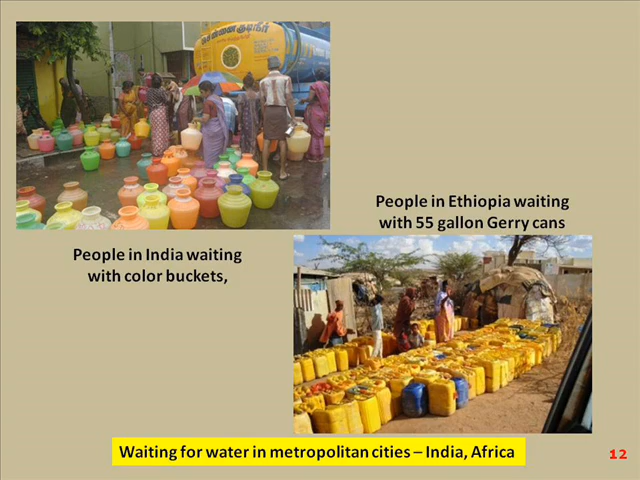 சென்னை குடிநீர்
People in Ethiopia waiting
with 55 gallon Gerry cans
People in India waiting
with color buckets,
Waiting for water in metropolitan cities – India, Africa
12